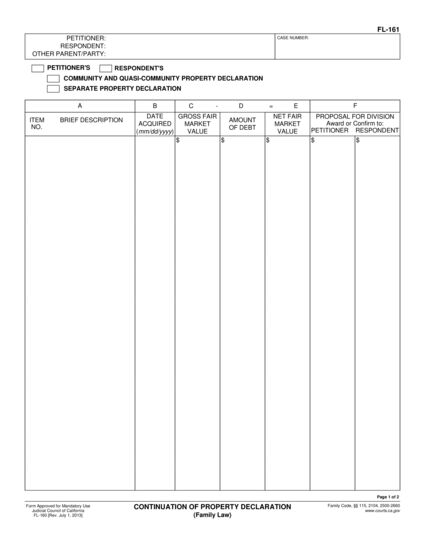 FL-161
PETITIONER:
CASE NUMBER:
RESPONDENT:
OTHER PARENT/PARTY:
PETITIONER'S RESPONDENT'S
COMMUNITY AND QUASI-COMMUNITY PROPERTY DECLARATION
SEPARATE PROPERTY DECLARATION
A B C - D = E F
ITEM NO. BRIEF DESCRIPTION DATE ACQUIRED (mm/dd/yyyy) GROSS FAIR MARKET VALUE AMOUNT OF DEBT NET FAIR MARKET VALUE PROPOSAL FOR DIVISION Award or Confirm to: PETITIONER RESPONDENT
$ $ $ $ $
Page 1 of 2
Form Approved for Mandatory Use
Judicial Council of California
FL-160 [Rev. July 1, 2013]
CONTINUATION OF PROPERTY DECLARATION
(Family Law)
Family Code, §§ 115, 2104, 2500-2660
www.courts.ca.gov